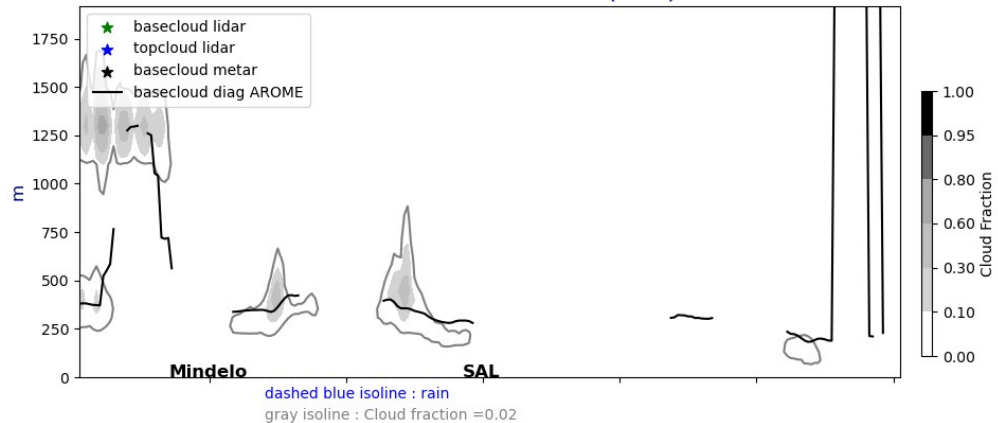 basecloud lidar
topcloud lidar
basecloud metar
basecloud diag AROME
1750
1500
1250
1000
750
500
250
0
m
Mindelo
SAL
dashed blue isoline : rain
gray isoline : Cloud fraction =0.02
1.00
0.95
0.80
0.60
0.30
0.10
0.00
Cloud Fraction